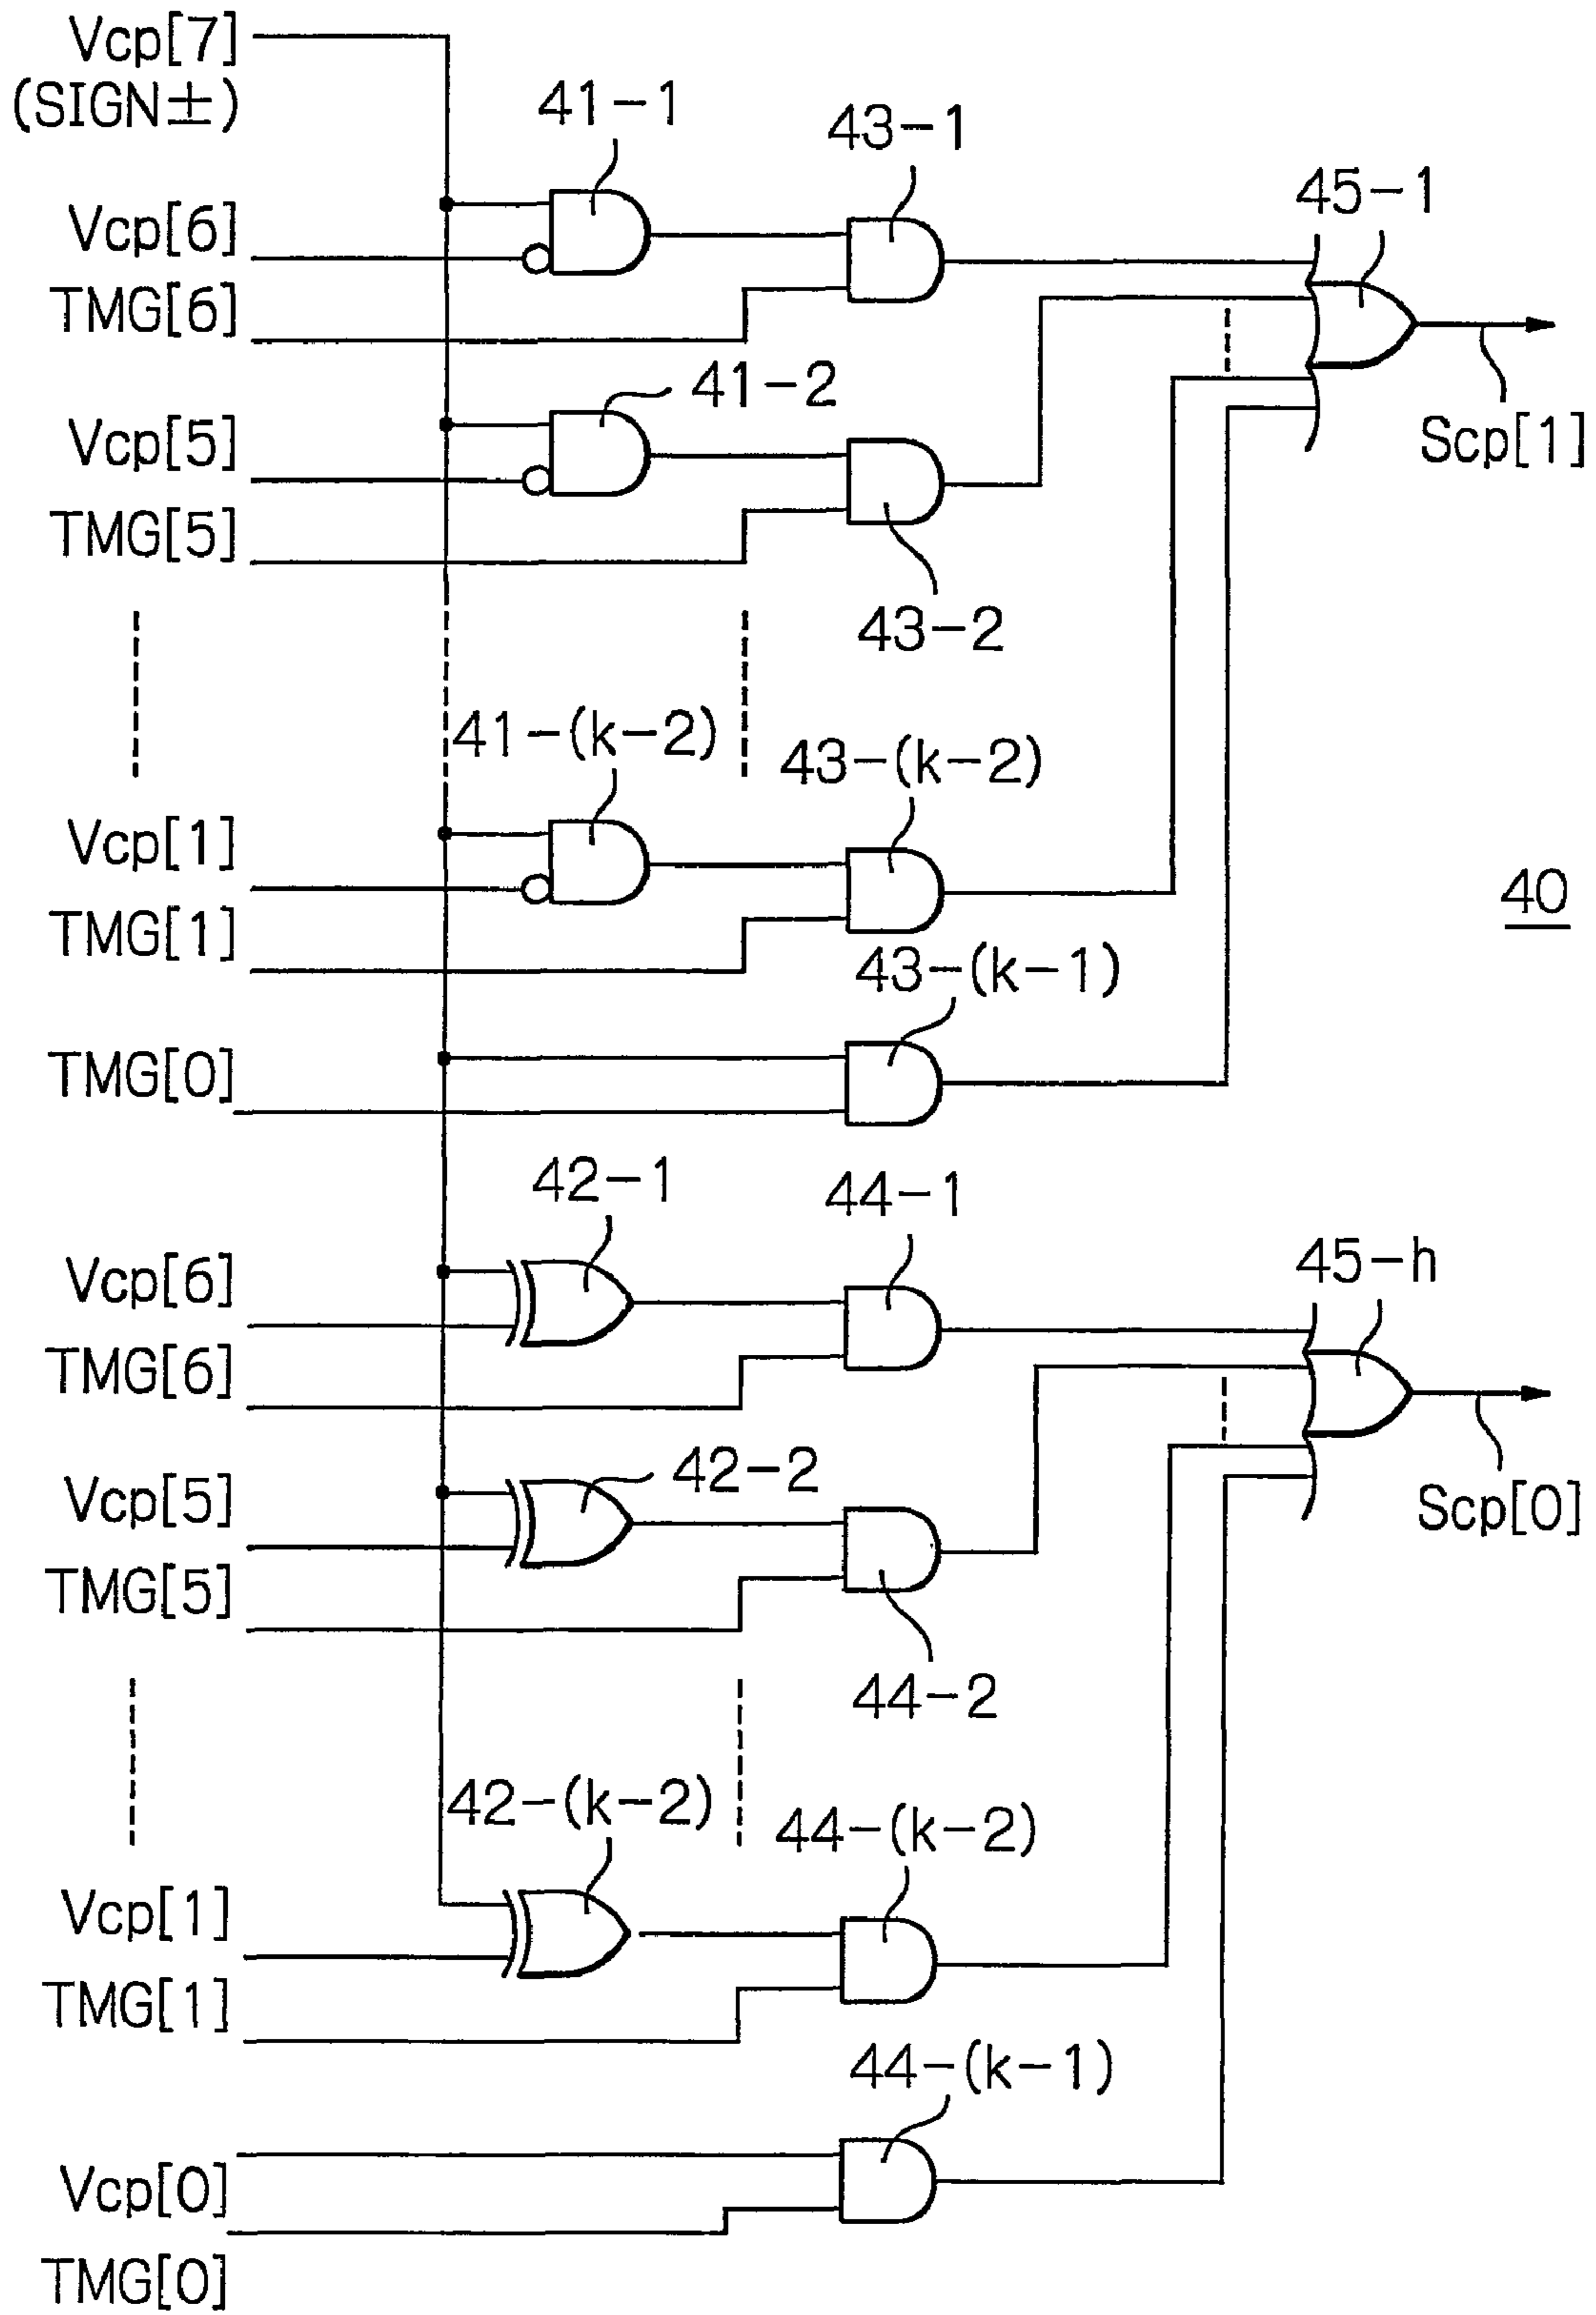 Vcp[7]
(SIGN±)
41-1
43-1
45-1
Vcp[6]
TMG[6]
41-2
Vcp[5]
Scp[1]
TMG[5]
43-2
41-(k-2)
43-(k-2)
Vcp[1]
40
TMG[1]
43-(k-1)
TMG[0]
42-1
44-1
45-h
Vcp[6]
TMG[6]
42-2
Vcp[5]
Scp[0]
TMG[5]
44-2
42-(k-2)
44-(k-2)
Vcp[1]
TMG[1]
44-(k-1)
Vcp[0]
TMG[0]